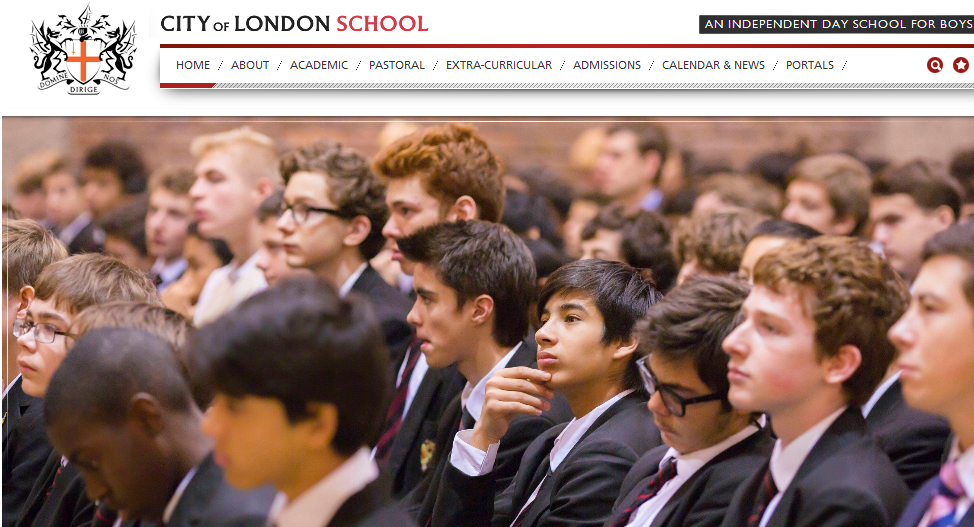 CITY OF LONDON SCHOOL
AN INDEPENDENT DAY SCHOOL FOR BOYS
HOME / ABOUT / ACADEMIC / PASTORAL / EXTRA-CURRICULAR / ADMISSIONS / CALENDAR & NEWS / PORTALS /
DOMINE DIRIGE NOS